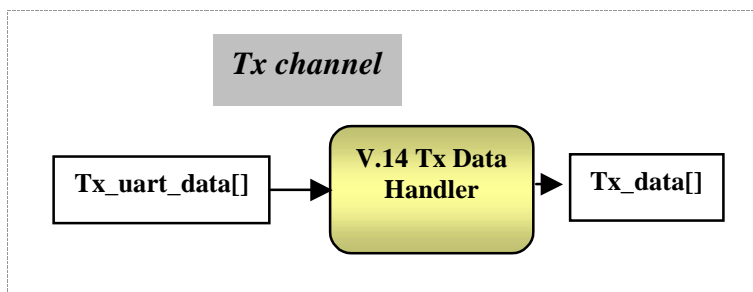 Tx channel
Tx_uart_data[]
V.14 Tx Data
Handler
Tx_data[]